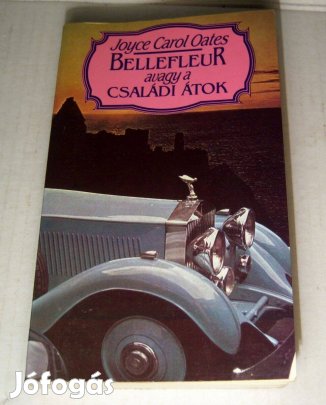 Joyce Carol Oates
BELLEFLEUR
avagy a
CSALÁDI ÁTOK
Jófogás